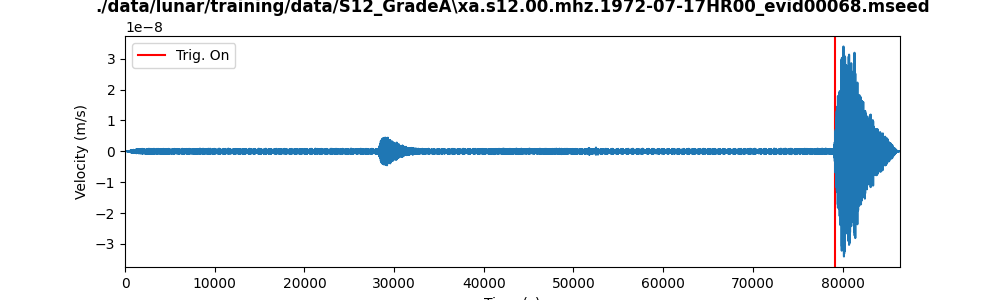 ./data/lunar/training/data/S12_GradeA\xa.s12.00.mhz.1972-07-17HR00_evid00068.mseed
1e−8
Trig. On
3
2
1
0
−1
−2
−3
Velocity (m/s)
0 10000 20000 30000 40000 50000 60000 70000 80000
Time (s)